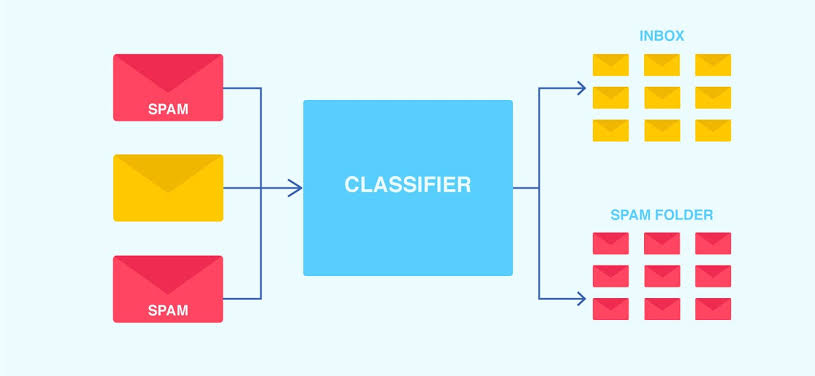 SPAM
SPAM
CLASSIFIER
INBOX
SPAM FOLDER